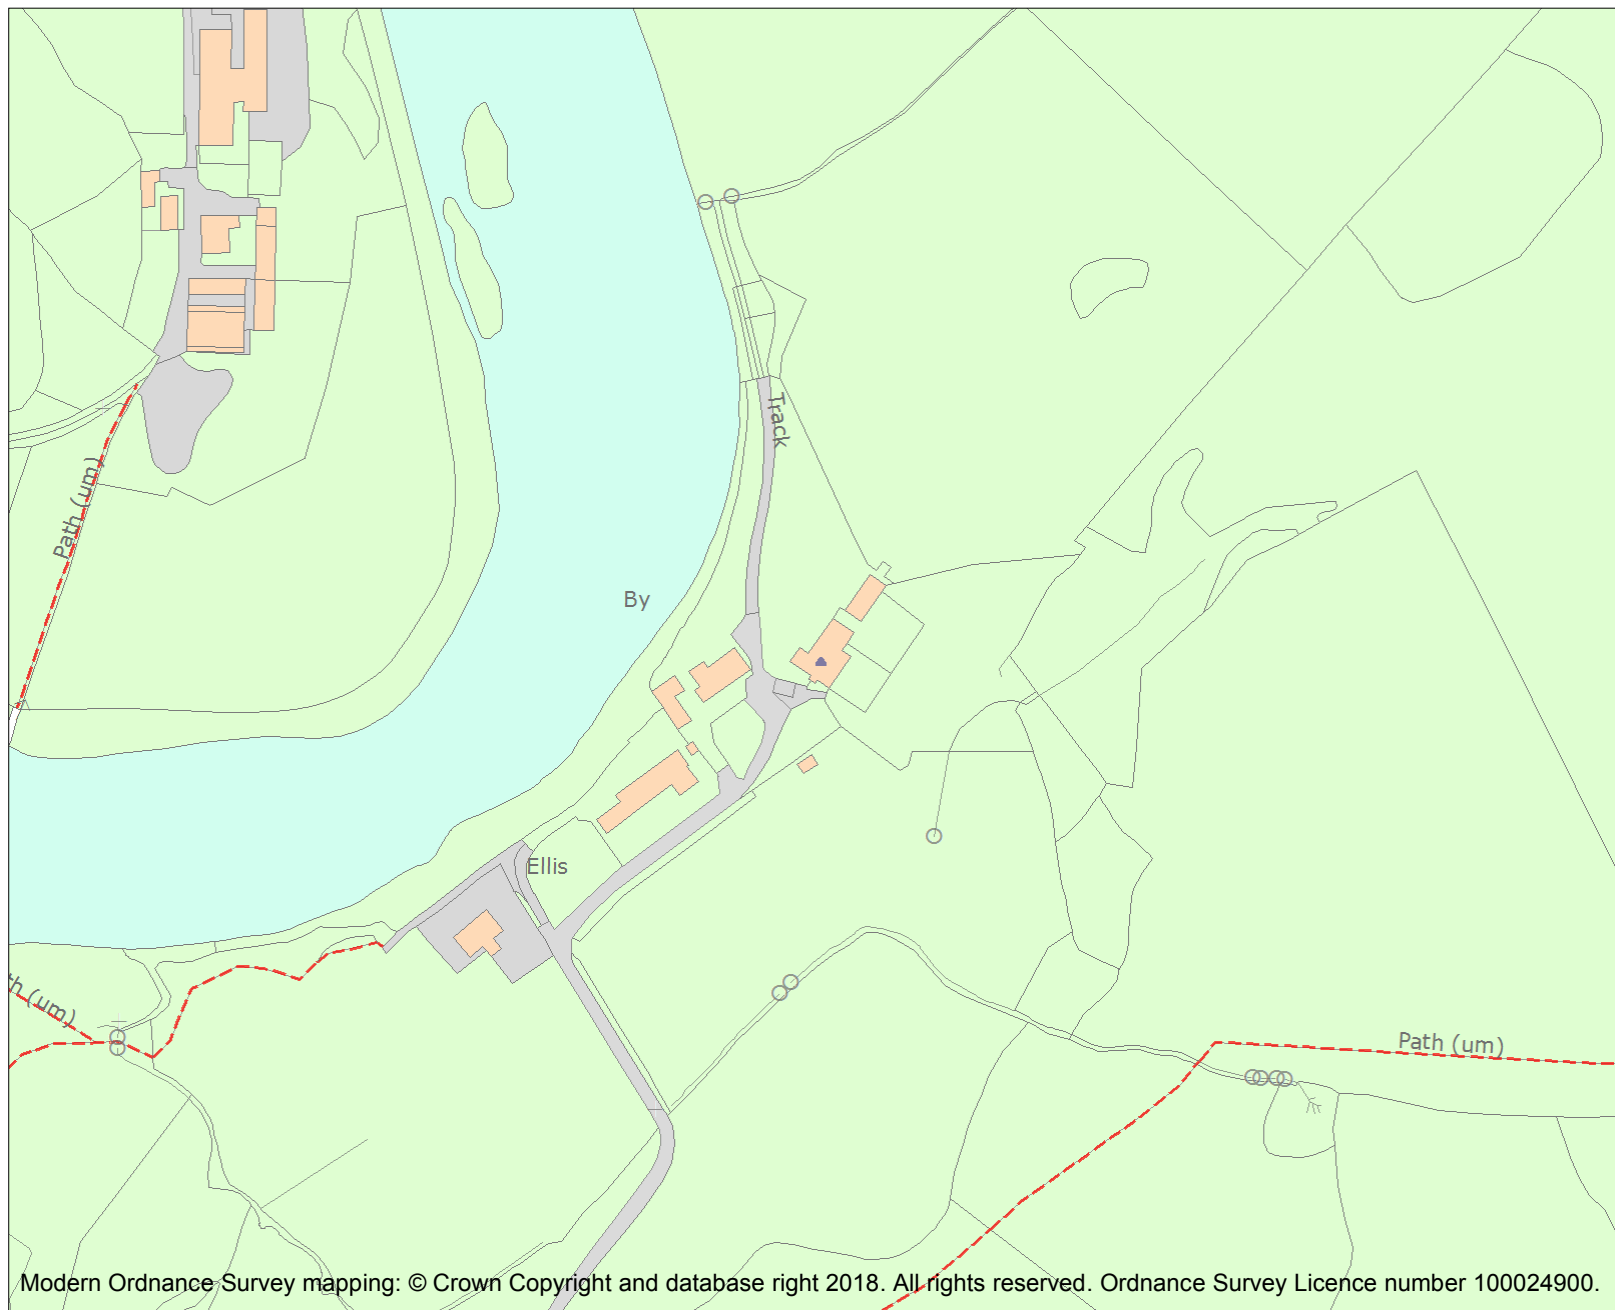 Track
Path (um)
By
Ellis
th (um)
Path (um)
Modern Ordnance Survey mapping: © Crown Copyright and database right 2018. All rights reserved. Ordnance Survey Licence number 100024900.